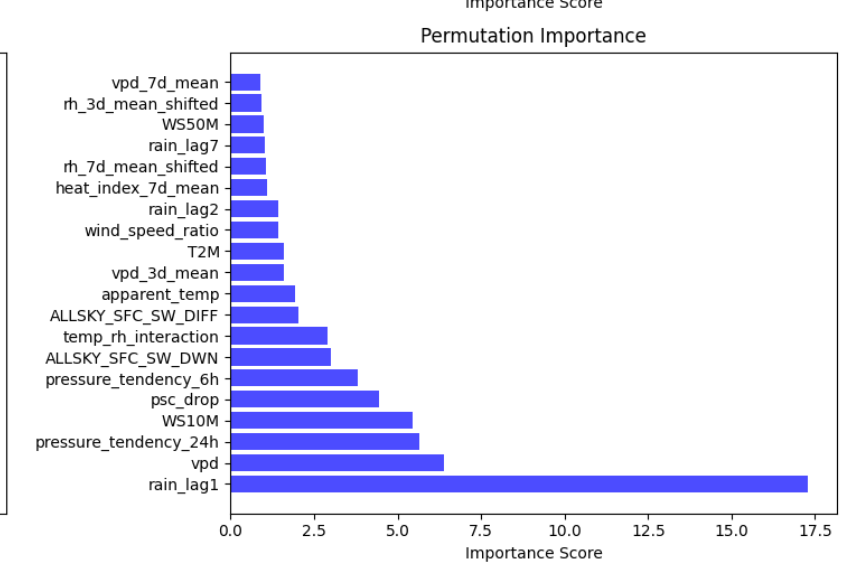 Importance Score
Permutation Importance
vpd_7d_mean
rh_3d_mean_shifted
WS50M
rain_lag7
rh_7d_mean_shifted
heat_index_7d_mean
rain_lag2
wind_speed_ratio
T2M
vpd_3d_mean
apparent_temp
ALLSKY_SFC_SW_DIFF
temp_rh_interaction
ALLSKY_SFC_SW_DWN
pressure_tendency_6h
psc_drop
WS10M
pressure_tendency_24h
vpd
rain_lag1
0.0 2.5 5.0 7.5 10.0 12.5 15.0 17.5
Importance Score